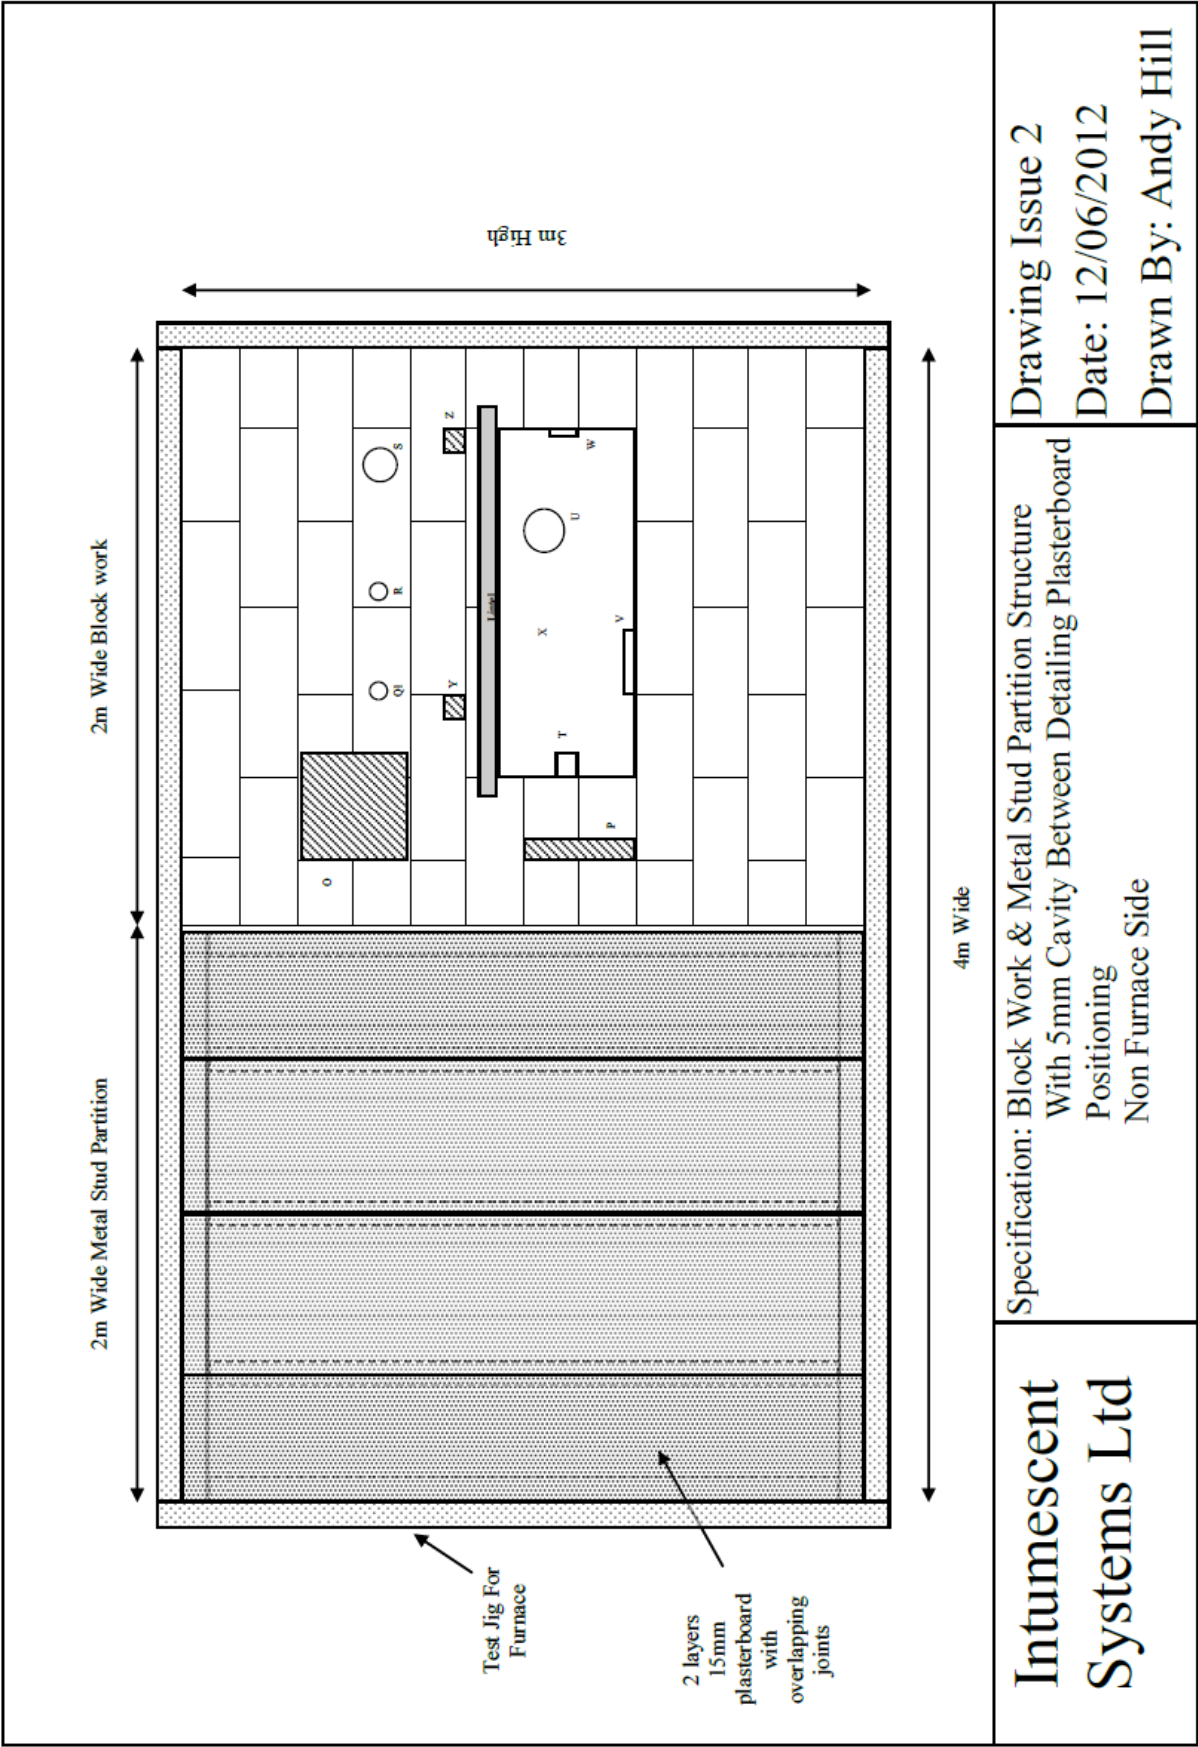 2m Wide Metal Stud Partition
2m Wide Block work
3m High
O
Q!
R
S
Y
Z
Lintel
P
T
X
V
U
W
4m Wide
Test Jig For
Furnace
2 layers
15mm
plasterboard
with
overlapping
joints
Intumescent
Systems Ltd
Specification: Block Work & Metal Stud Partition Structure
With 5mm Cavity Between Detailing Plasterboard
Positioning
Non Furnace Side
Drawing Issue 2
Date: 12/06/2012
Drawn By: Andy Hill